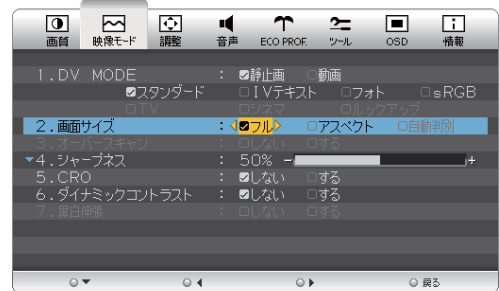 画質 映像モード 調整 音声 ECO PROF. ツール OSD 情報
1.DV MODE : ☑静止画 □動画
☑スタンダード □IVテキスト □フォト □sRGB
□TV □シネマ □ルックアップ
2.画面サイズ : ☑フル □アスペクト □自動判別
3.オーバースキャン : □しない □する
4.シャープネス : 50% − +
5.CRO : ☑しない □する
6.ダイナミックコントラスト : ☑しない □する
7.黒白伸張 : □しない □する
戻る